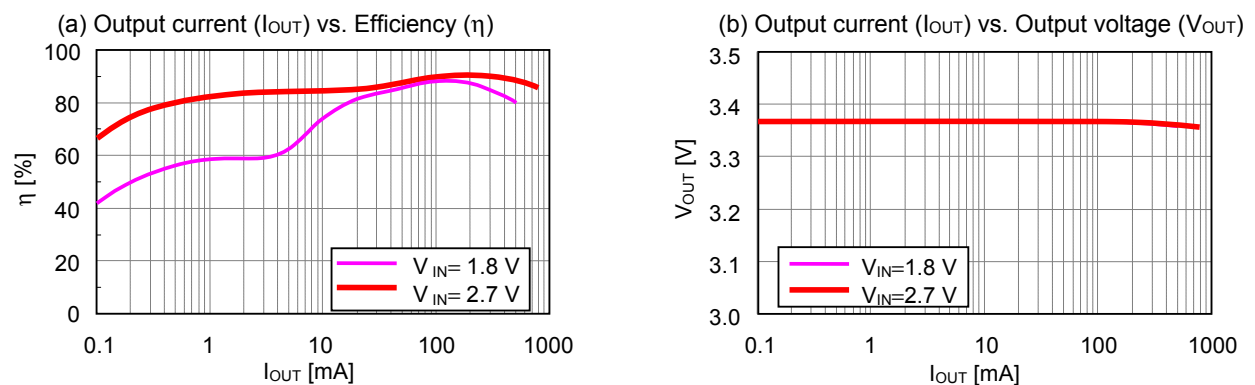 (a) Output current (IOUT) vs. Efficiency (η)
100
80
60
40
20
0
η [%]
VIN= 1.8 V
VIN= 2.7 V
0.1 1 10 100 1000
IOUT [mA]
(b) Output current (IOUT) vs. Output voltage (VOUT)
3.5
3.4
3.3
3.2
3.1
3.0
VOUT [V]
VIN=1.8 V
VIN=2.7 V
0.1 1 10 100 1000
IOUT [mA]